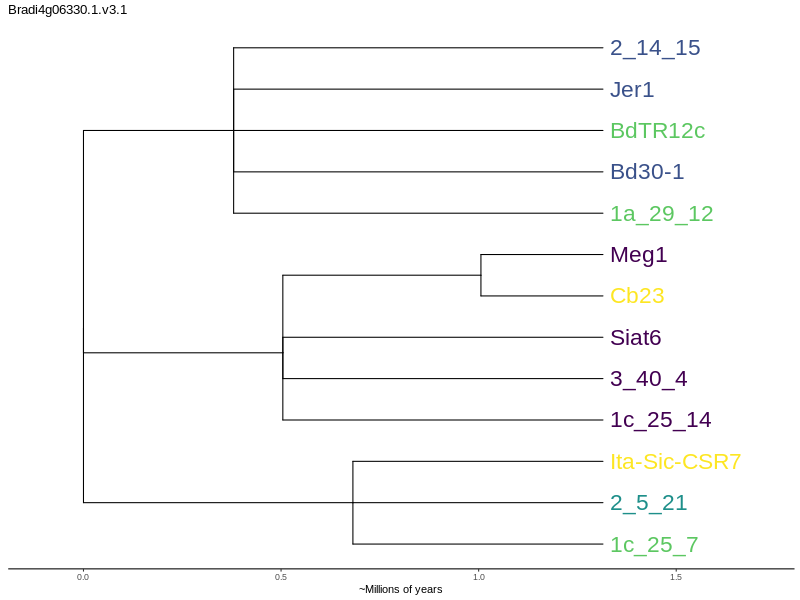 Bradi4g06330.1.v3.1
2_14_15
Jer1
BdTR12c
Bd30-1
1a_29_12
Meg1
Cb23
Siat6
3_40_4
1c_25_14
Ita-Sic-CSR7
2_5_21
1c_25_7
0.0 0.5 1.0 1.5
~Millions of years